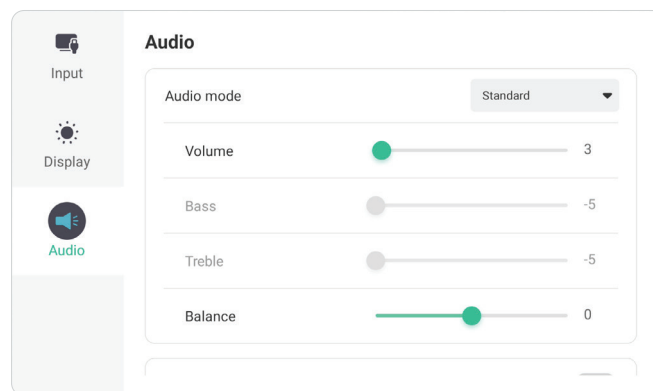 Input
Display
Audio
Audio
Audio mode
Standard
Volume
3
Bass
-5
Treble
-5
Balance
0